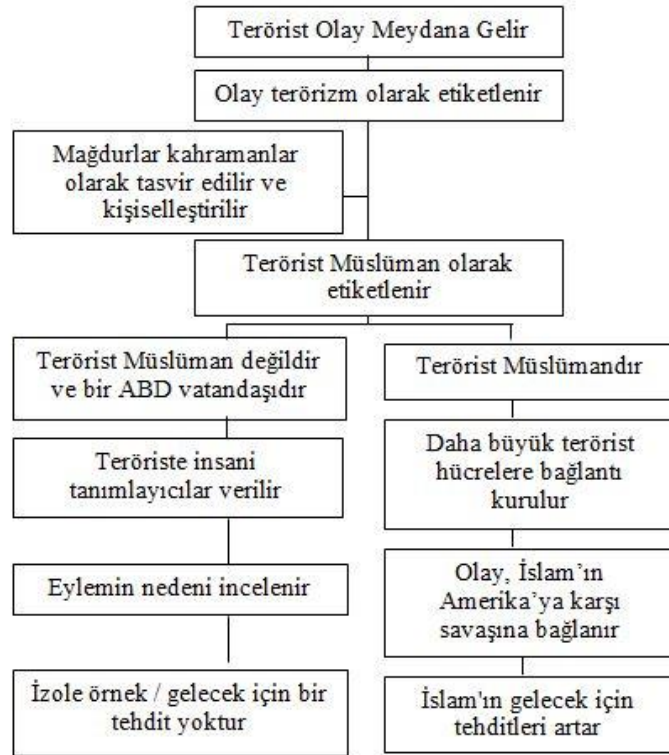 Terörist Olay Meydana Gelir
Olay terörizm olarak etiketlenir
Mağdurlar kahramanlar
olarak tasvir edilir ve
kişiselleştirilir
Terörist Müslüman olarak
etiketlenir
Terörist Müslüman değildir
ve bir ABD vatandaşıdır
Teröriste insani
tanımlayıcılar verilir
Eylemin nedeni incelenir
İzole örnek / gelecek için bir
tehdit yoktur
Terörist Müslümandır
Daha büyük terörist
hücrelere bağlantı
kurulur
Olay, İslam’ın
Amerika’ya karşı
savaşına bağlanır
İslam'ın gelecek için
tehditleri artar